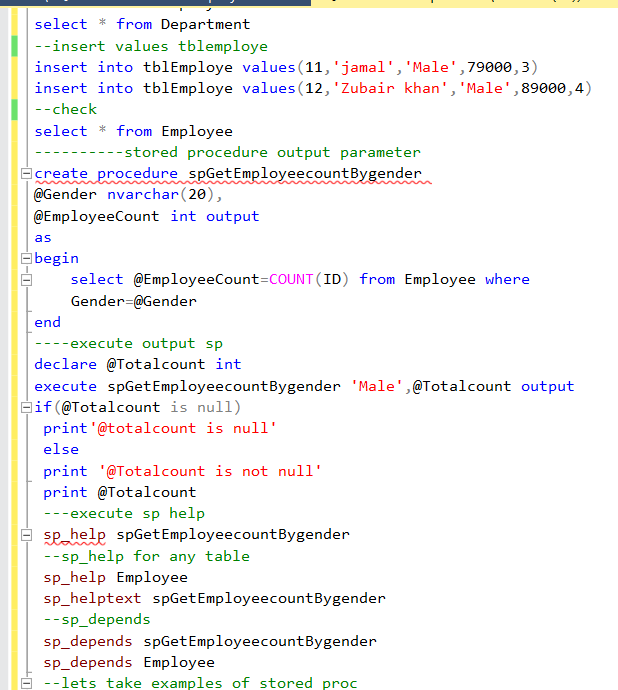 select * from Department
--insert values tblemploye
insert into tblEmploye values(11,'jamal','Male',79000,3)
insert into tblEmploye values(12,'Zubair khan','Male',89000,4)
--check
select * from Employee
----------stored procedure output parameter
create procedure spGetEmployeecountBygender
@Gender nvarchar(20),
@EmployeeCount int output
as
begin
select @EmployeeCount=COUNT(ID) from Employee where
Gender=@Gender
end
----execute output sp
declare @Totalcount int
execute spGetEmployeecountBygender 'Male',@Totalcount output
if(@Totalcount is null)
print'@totalcount is null'
else
print '@Totalcount is not null'
print @Totalcount
---execute sp help
sp_help spGetEmployeecountBygender
--sp_help for any table
sp_help Employee
sp_helptext spGetEmployeecountBygender
--sp_depends
sp_depends spGetEmployeecountBygender
sp_depends Employee
--lets take examples of stored proc